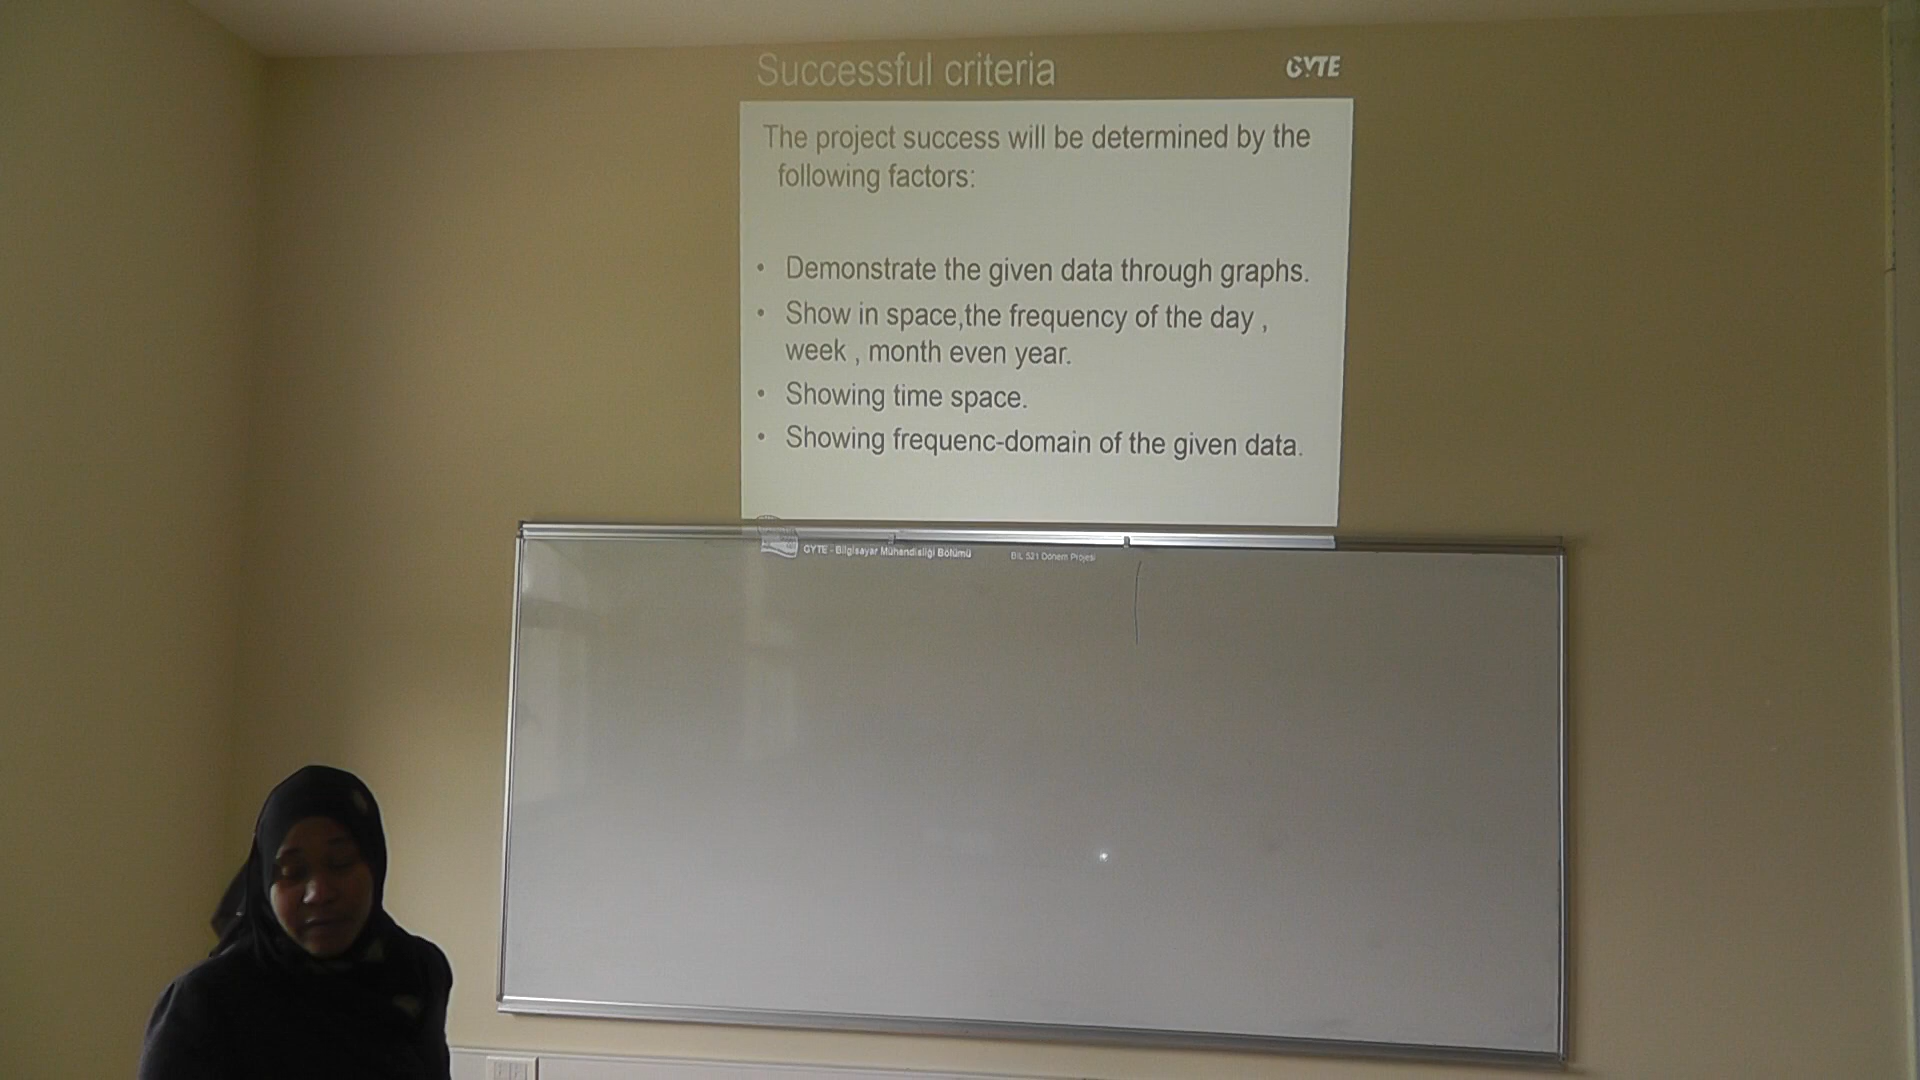 Successful criteria
GYTE
The project success will be determined by the
following factors:
• Demonstrate the given data through graphs.
• Show in space,the frequency of the day ,
week , month even year.
• Showing time space.
• Showing frequenc-domain of the given data.
GYTE - Bilgisayar Mühendisliği Bölümü
BIL 521 Dönem Projesi